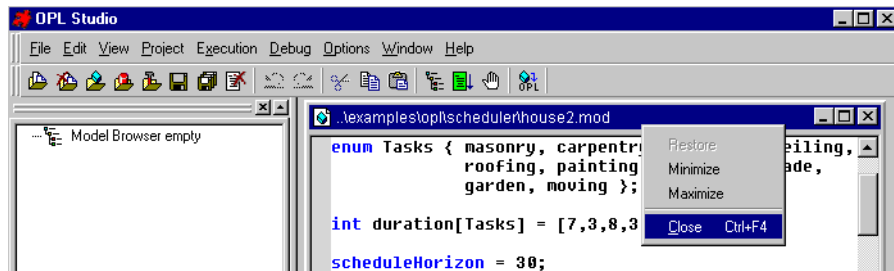 OPL Studio
File Edit View Project Execution Debug Options Window Help
OPL
Model Browser empty
..\examples\opl\scheduler\house2.mod
enum Tasks { masonry, carpentry
eiling,
roofing, painting
ade,
garden, moving };
int duration[Tasks] = [7,3,8,3
scheduleHorizon = 30;
Restore
Minimize
Maximize
Close Ctrl+F4